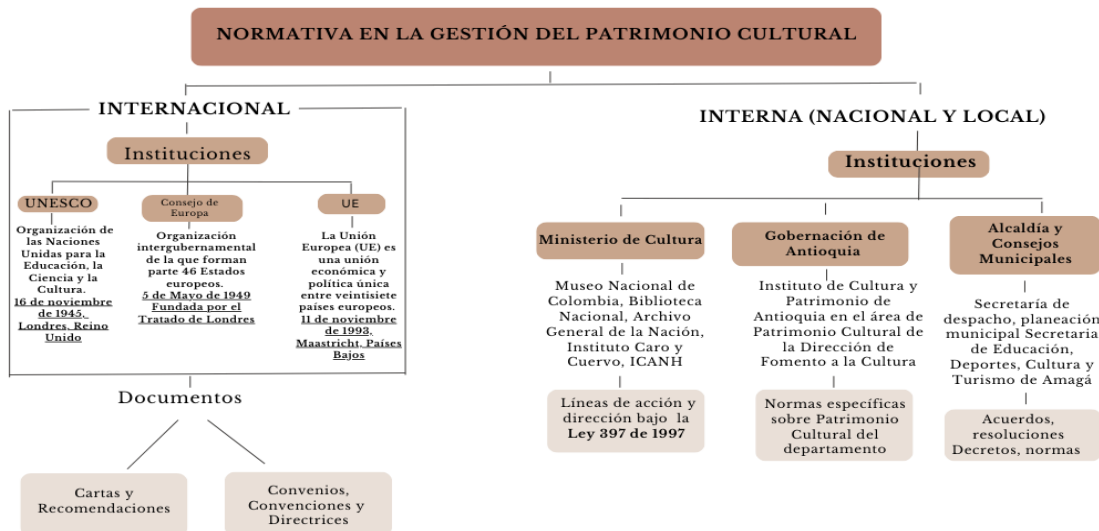 NORMATIVA EN LA GESTIÓN DEL PATRIMONIO CULTURAL
INTERNACIONAL
Instituciones
UNESCO
Organización de
las Naciones
Unidas para la
Educación, la
Ciencia y la
Cultura.
16 de noviembre
de 1945,
Londres, Reino
Unido
Consejo de
Europa
Organización
intergubernamental
de la que forman
parte 46 Estados
europeos.
5 de Mayo de 1949
Fundada por el
Tratado de Londres
UE
La Unión
Europea (UE) es
una unión
económica y
política única
entre veintisiete
países europeos.
11 de noviembre
de 1993,
Maastricht, Países
Bajos
Documentos
Cartas y
Recomendaciones
Convenios,
Convenciones y
Directrices
INTERNA (NACIONAL Y LOCAL)
Instituciones
Ministerio de Cultura
Museo Nacional de
Colombia, Biblioteca
Nacional, Archivo
General de la Nación,
Instituto Caro y
Cuervo, ICANH
Líneas de acción y
dirección bajo la
Ley 397 de 1997
Gobernación de
Antioquia
Instituto de Cultura y
Patrimonio de
Antioquia en el área de
Patrimonio Cultural de
la Dirección de
Fomento a la Cultura
Normas específicas
sobre Patrimonio
Cultural del
departamento
Alcaldía y
Consejos
Municipales
Secretaría de
despacho, planeación
municipal Secretaria
de Educación,
Deportes, Cultura y
Turismo de Amagá
Acuerdos,
resoluciones
Decretos, normas